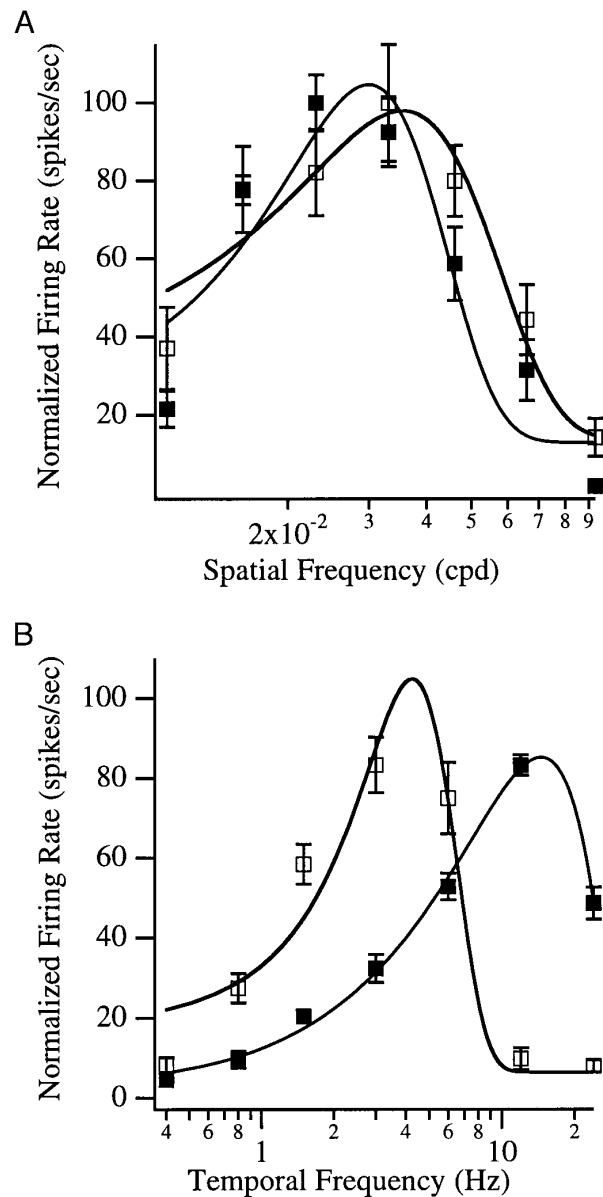 A
Normalized Firing Rate (spikes/sec)
100
80
60
40
20
2x10-2 3 4 5 6 7 8 9
Spatial Frequency (cpd)
B
Normalized Firing Rate (spikes/sec)
100
80
60
40
20
0
4 6 8 1 2 4 6 8 10 2
Temporal Frequency (Hz)